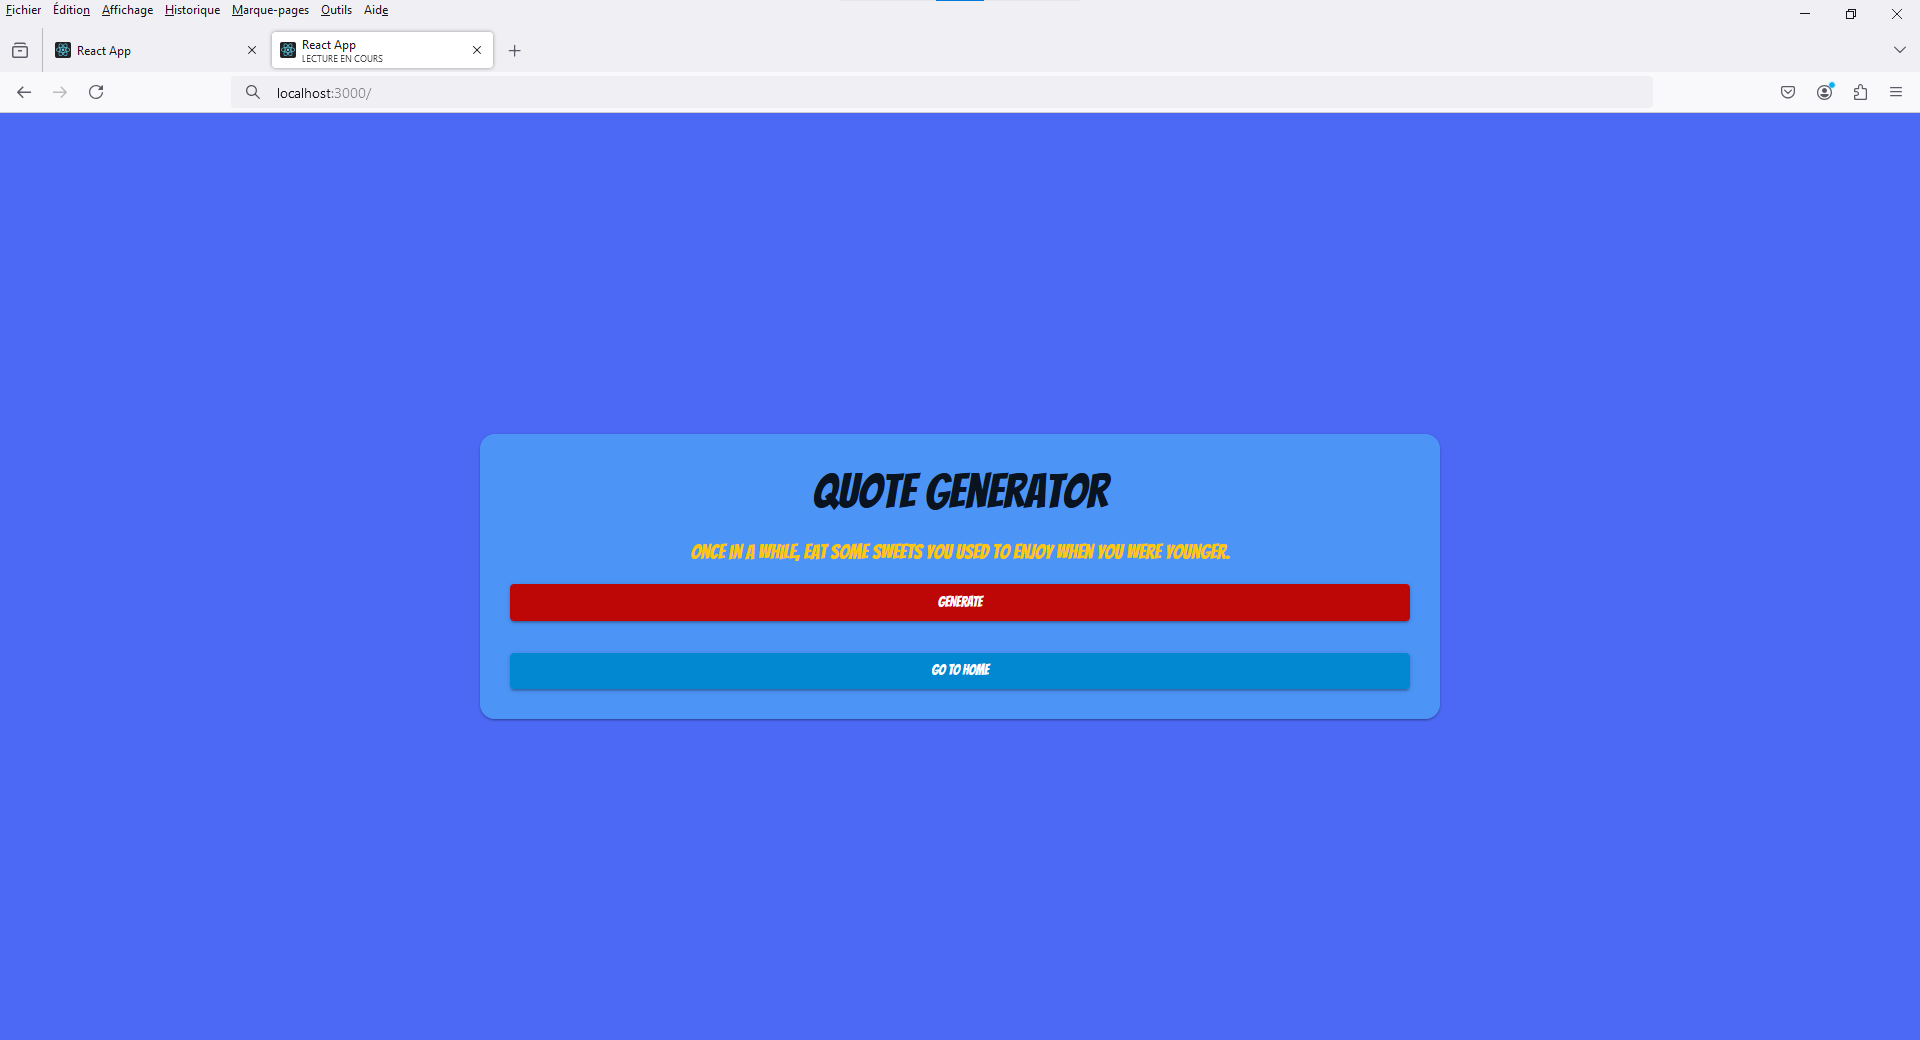 Fichier Édition Affichage Historique Marque-pages Outils Aide
React App
React App
LECTURE EN COURS
localhost:3000/
QUOTE GENERATOR
ONCE IN A WHILE, EAT SOME SWEETS YOU USED TO ENJOY WHEN YOU WERE YOUNGER.
GENERATE
GO TO HOME